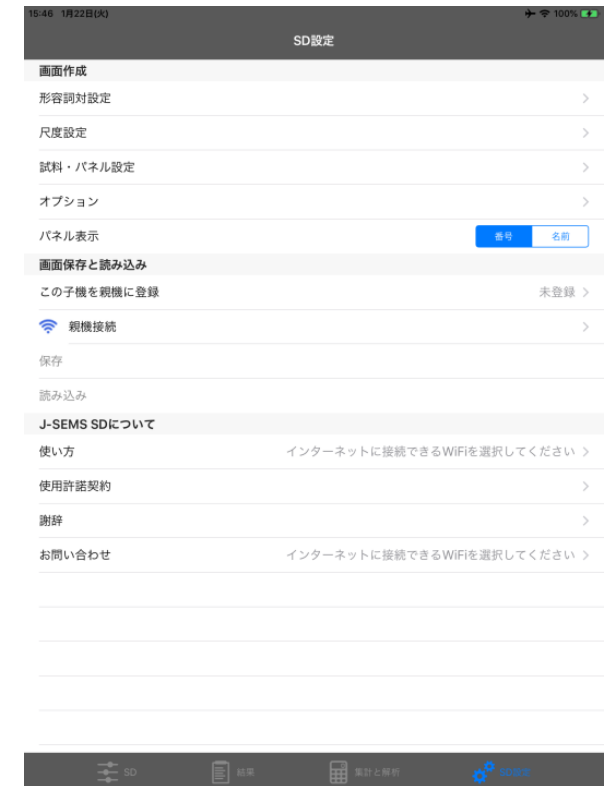 15:46 1月22日(火) 100%
SD設定
画面作成
形容詞対設定
尺度設定
試料・パネル設定
オプション
パネル表示 番号 名前
画面保存と読み込み
この子機を親機に登録 未登録
親機接続
保存
読み込み
J-SEMS SDについて
使い方 インターネットに接続できるWiFiを選択してください
使用許諾契約
謝辞
お問い合わせ インターネットに接続できるWiFiを選択してください
SD 結果 集計と解析 SD設定